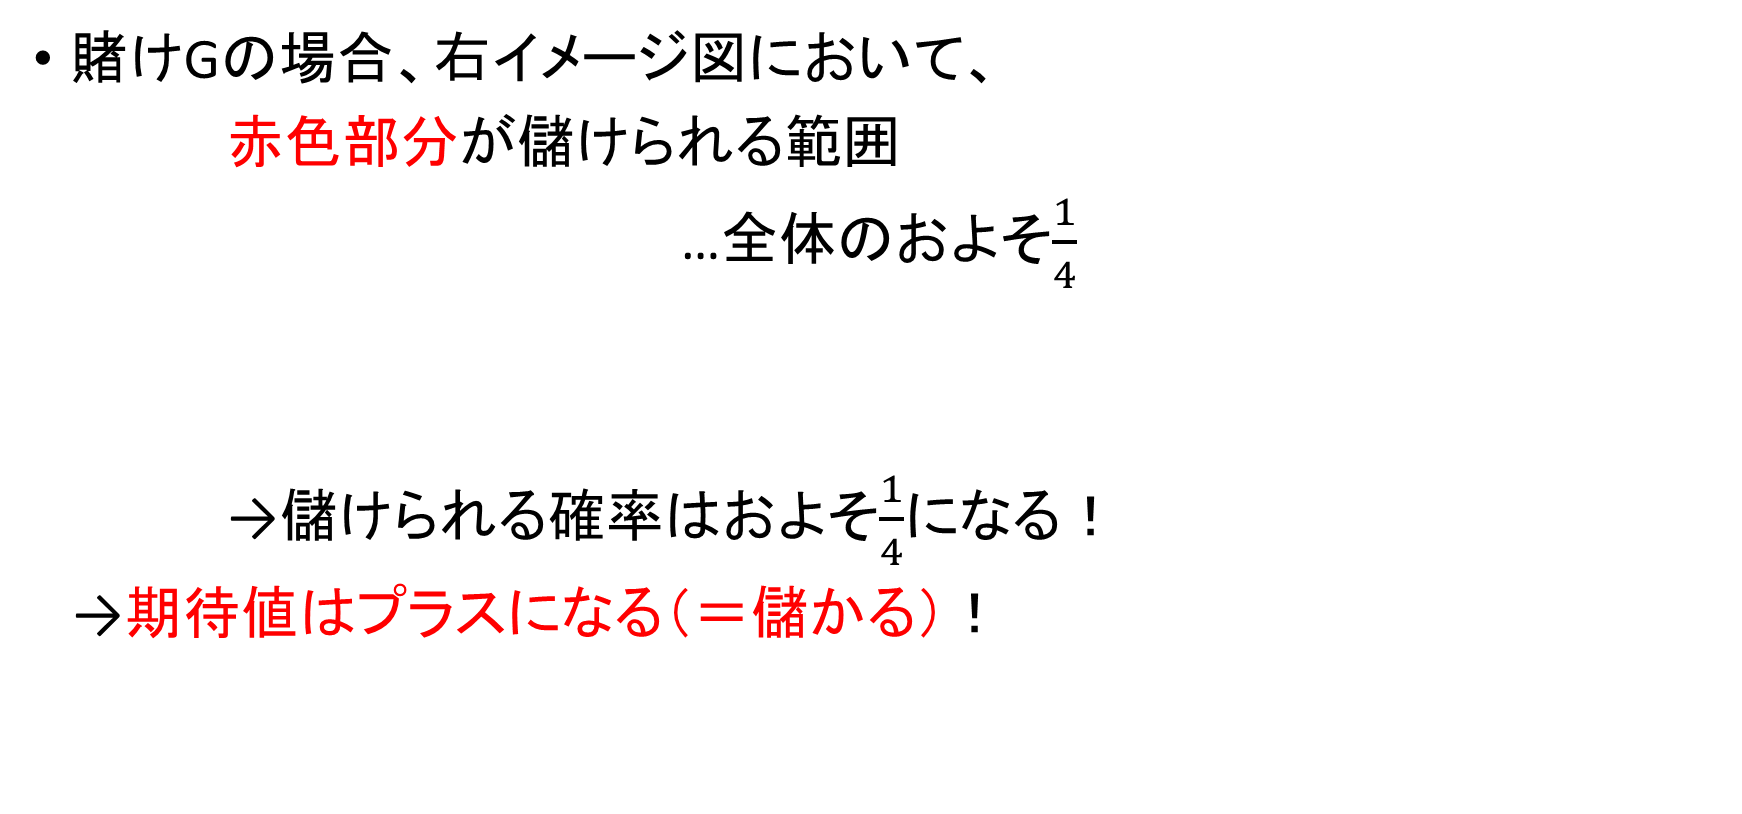 • 賭けGの場合、右イメージ図において、
赤色部分が儲けられる範囲
…全体のおよそ1/4
→儲けられる確率はおよそ1/4になる！
→期待値はプラスになる（＝儲かる）！